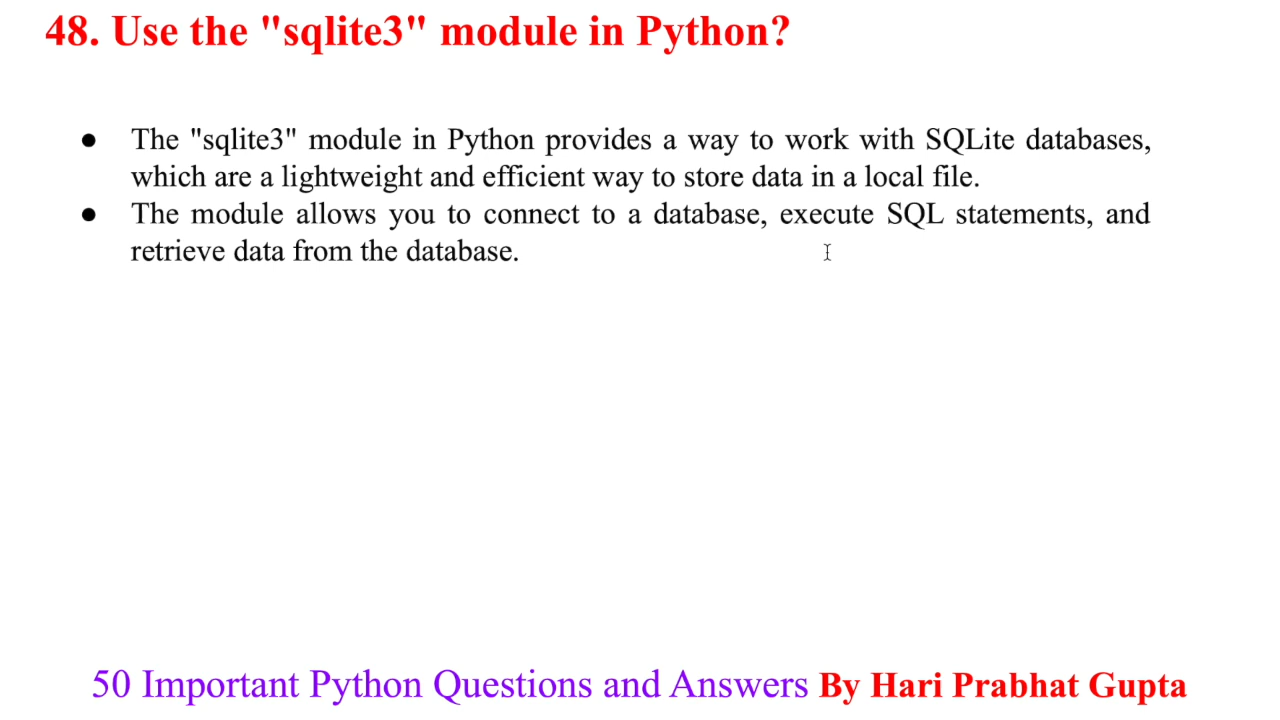 48. Use the "sqlite3" module in Python?
● The "sqlite3" module in Python provides a way to work with SQLite databases,
which are a lightweight and efficient way to store data in a local file.
● The module allows you to connect to a database, execute SQL statements, and
retrieve data from the database.
50 Important Python Questions and Answers By Hari Prabhat Gupta